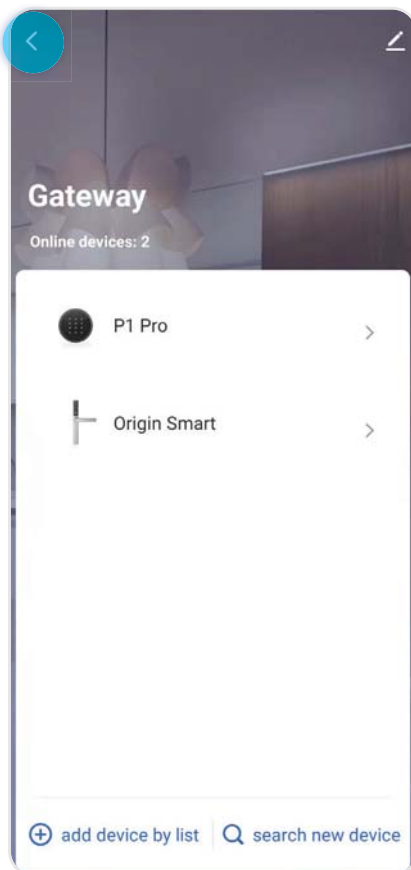 Gateway
Online devices: 2
P1 Pro
Origin Smart
add device by list
search new device